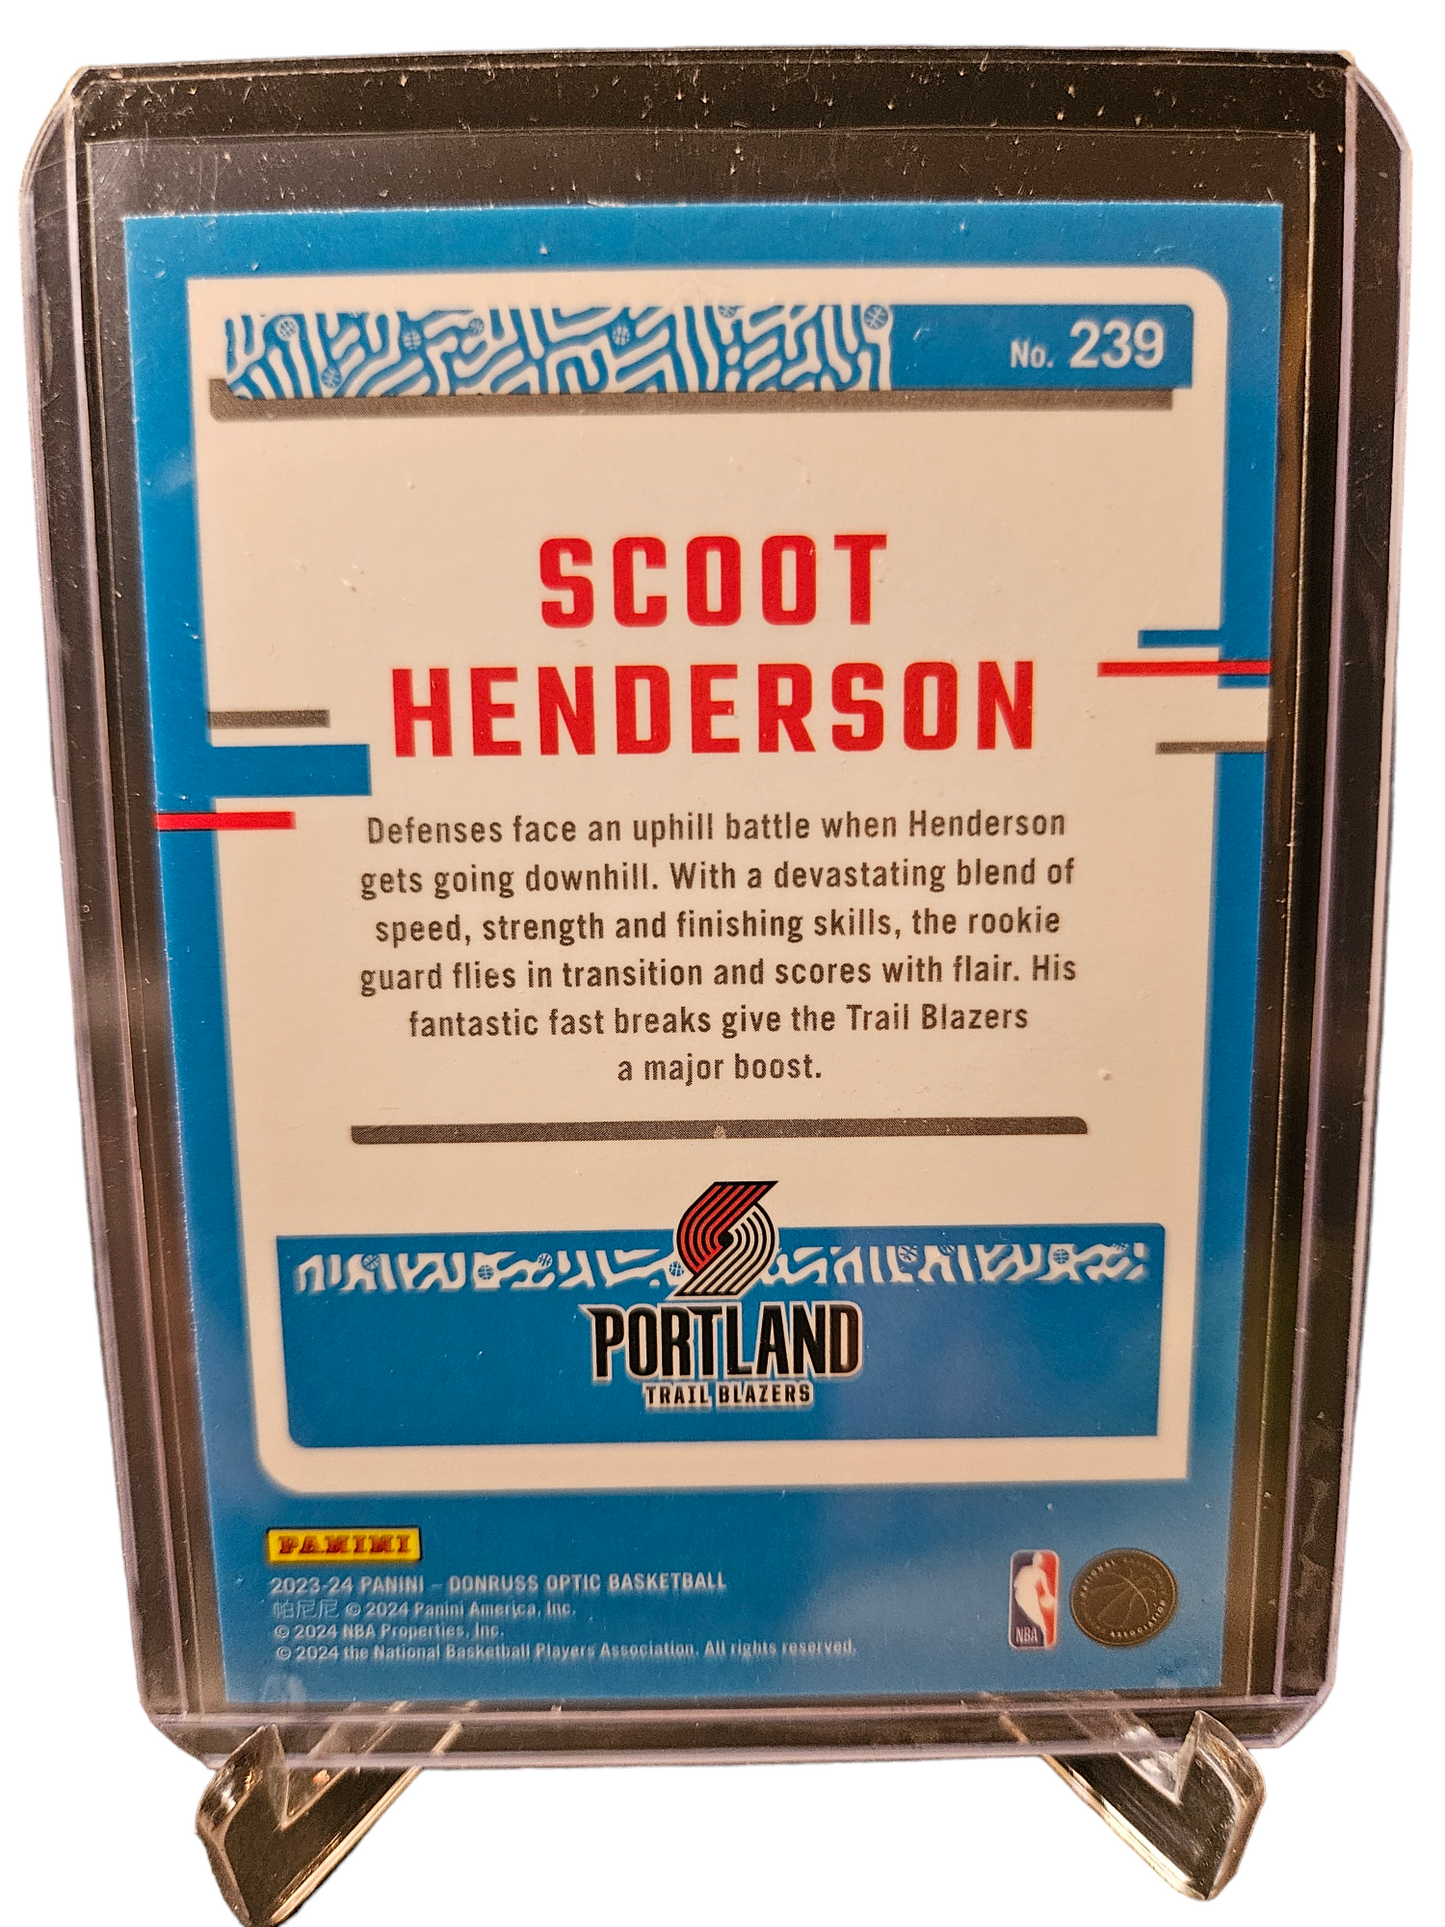 No. 239
SCOOT
HENDERSON
Defenses face an uphill battle when Henderson
gets going downhill. With a devastating blend of
speed, strength and finishing skills, the rookie
guard flies in transition and scores with flair. His
fantastic fast breaks give the Trail Blazers
a major boost.
PORTLAND
TRAIL BLAZERS
PANINI
2023-24 PANINI – DONRUSS OPTIC BASKETBALL
帕尼尼 © 2024 Panini America, Inc.
© 2024 NBA Properties, Inc.
© 2024 the National Basketball Players Association. All rights reserved.
NBA